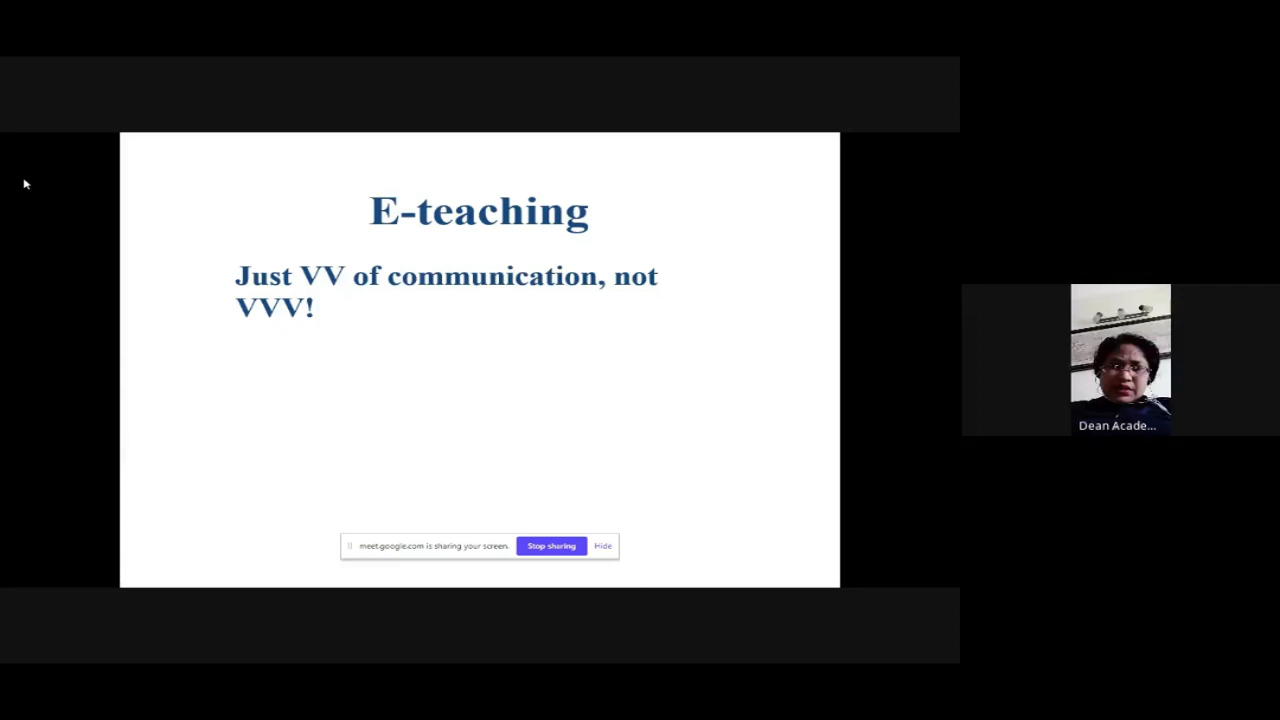 E-teaching
Just VV of communication, not
VVV!
meet.google.com is sharing your screen.
Stop sharing
Hide
Dean Acade...